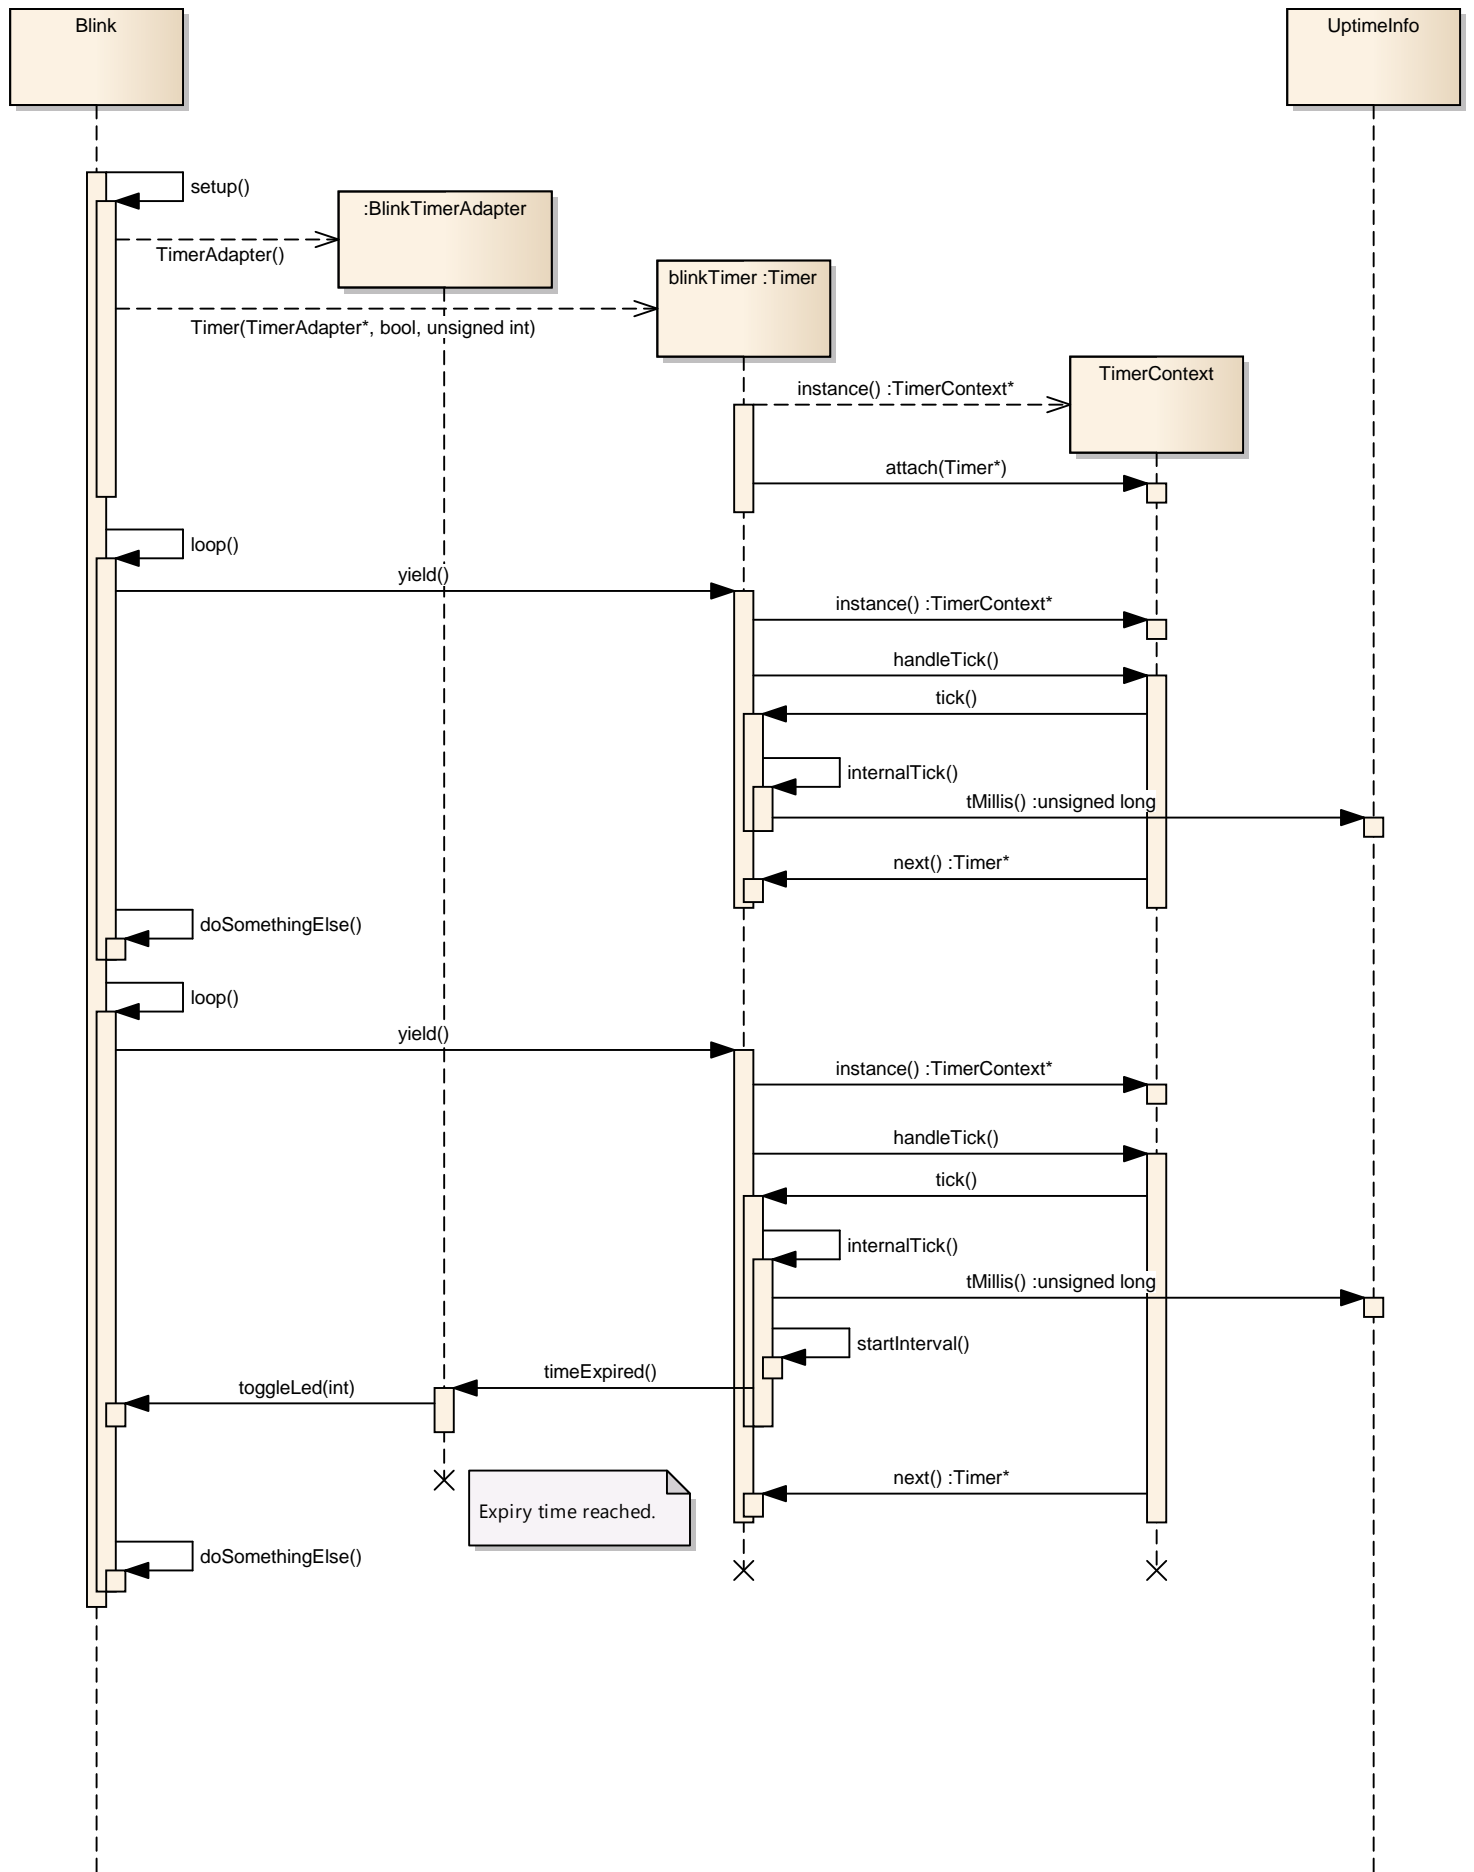 Blink
UptimeInfo
setup()
:BlinkTimerAdapter
TimerAdapter()
blinkTimer :Timer
Timer(TimerAdapter*, bool, unsigned int)
TimerContext
instance() :TimerContext*
attach(Timer*)
loop()
yield()
instance() :TimerContext*
handleTick()
tick()
internalTick()
tMillis() :unsigned long
next() :Timer*
doSomethingElse()
loop()
yield()
instance() :TimerContext*
handleTick()
tick()
internalTick()
tMillis() :unsigned long
startInterval()
timeExpired()
toggleLed(int)
next() :Timer*
Expiry time reached.
doSomethingElse()